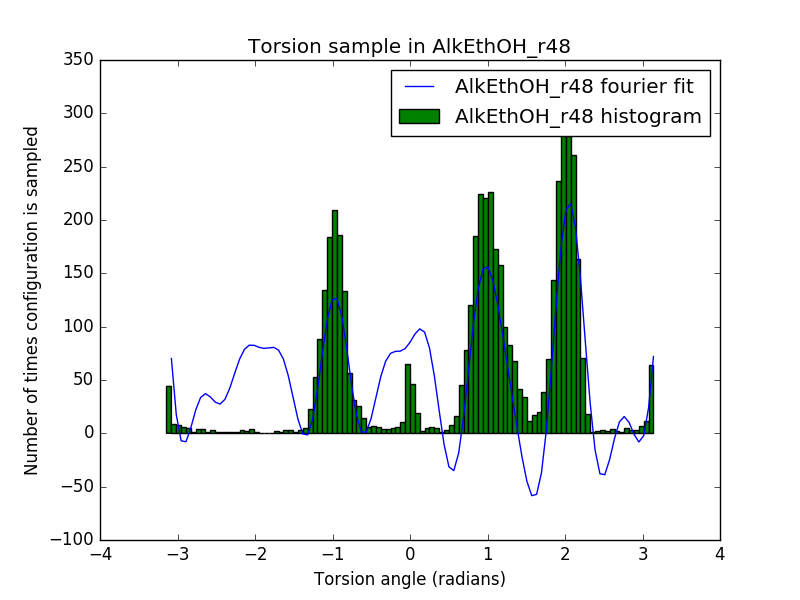 Torsion sample in AlkEthOH_r48
AlkEthOH_r48 fourier fit
AlkEthOH_r48 histogram
Number of times configuration is sampled
350
300
250
200
150
100
50
0
−50
−100
−4 −3 −2 −1 0 1 2 3 4
Torsion angle (radians)